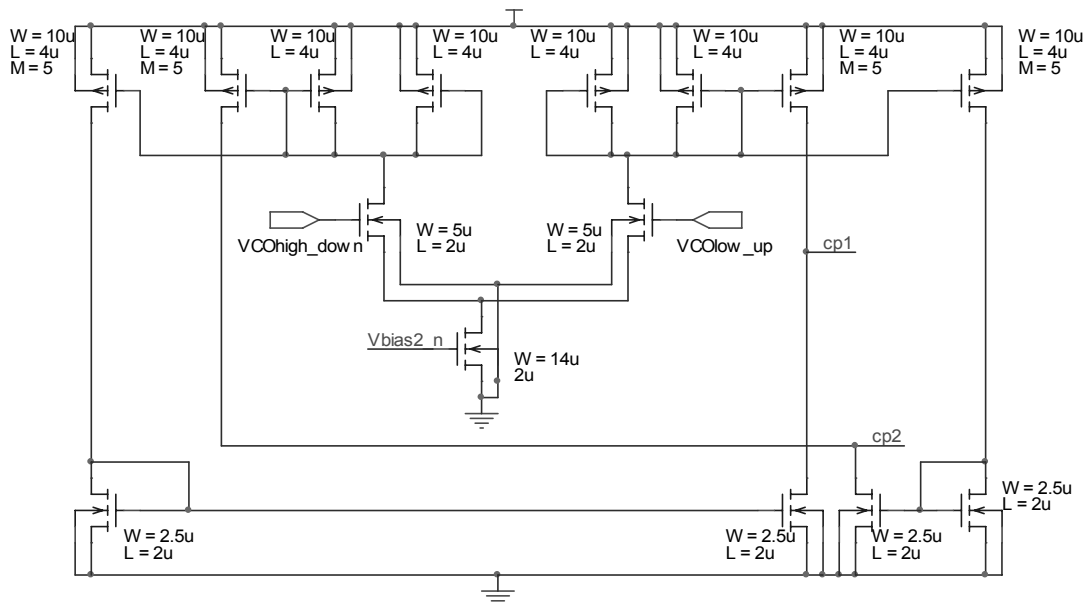 W = 10u
L = 4u
M = 5
W = 10u
L = 4u
M = 5
W = 10u
L = 4u
W = 10u
L = 4u
W = 10u
L = 4u
W = 10u
L = 4u
W = 10u
L = 4u
M = 5
W = 10u
L = 4u
M = 5
VCOhigh_down
W = 5u
L = 2u
W = 5u
L = 2u
VCOlow_up
cp1
Vbias2_n
W = 14u
2u
cp2
W = 2.5u
L = 2u
W = 2.5u
L = 2u
W = 2.5u
L = 2u
W = 2.5u
L = 2u